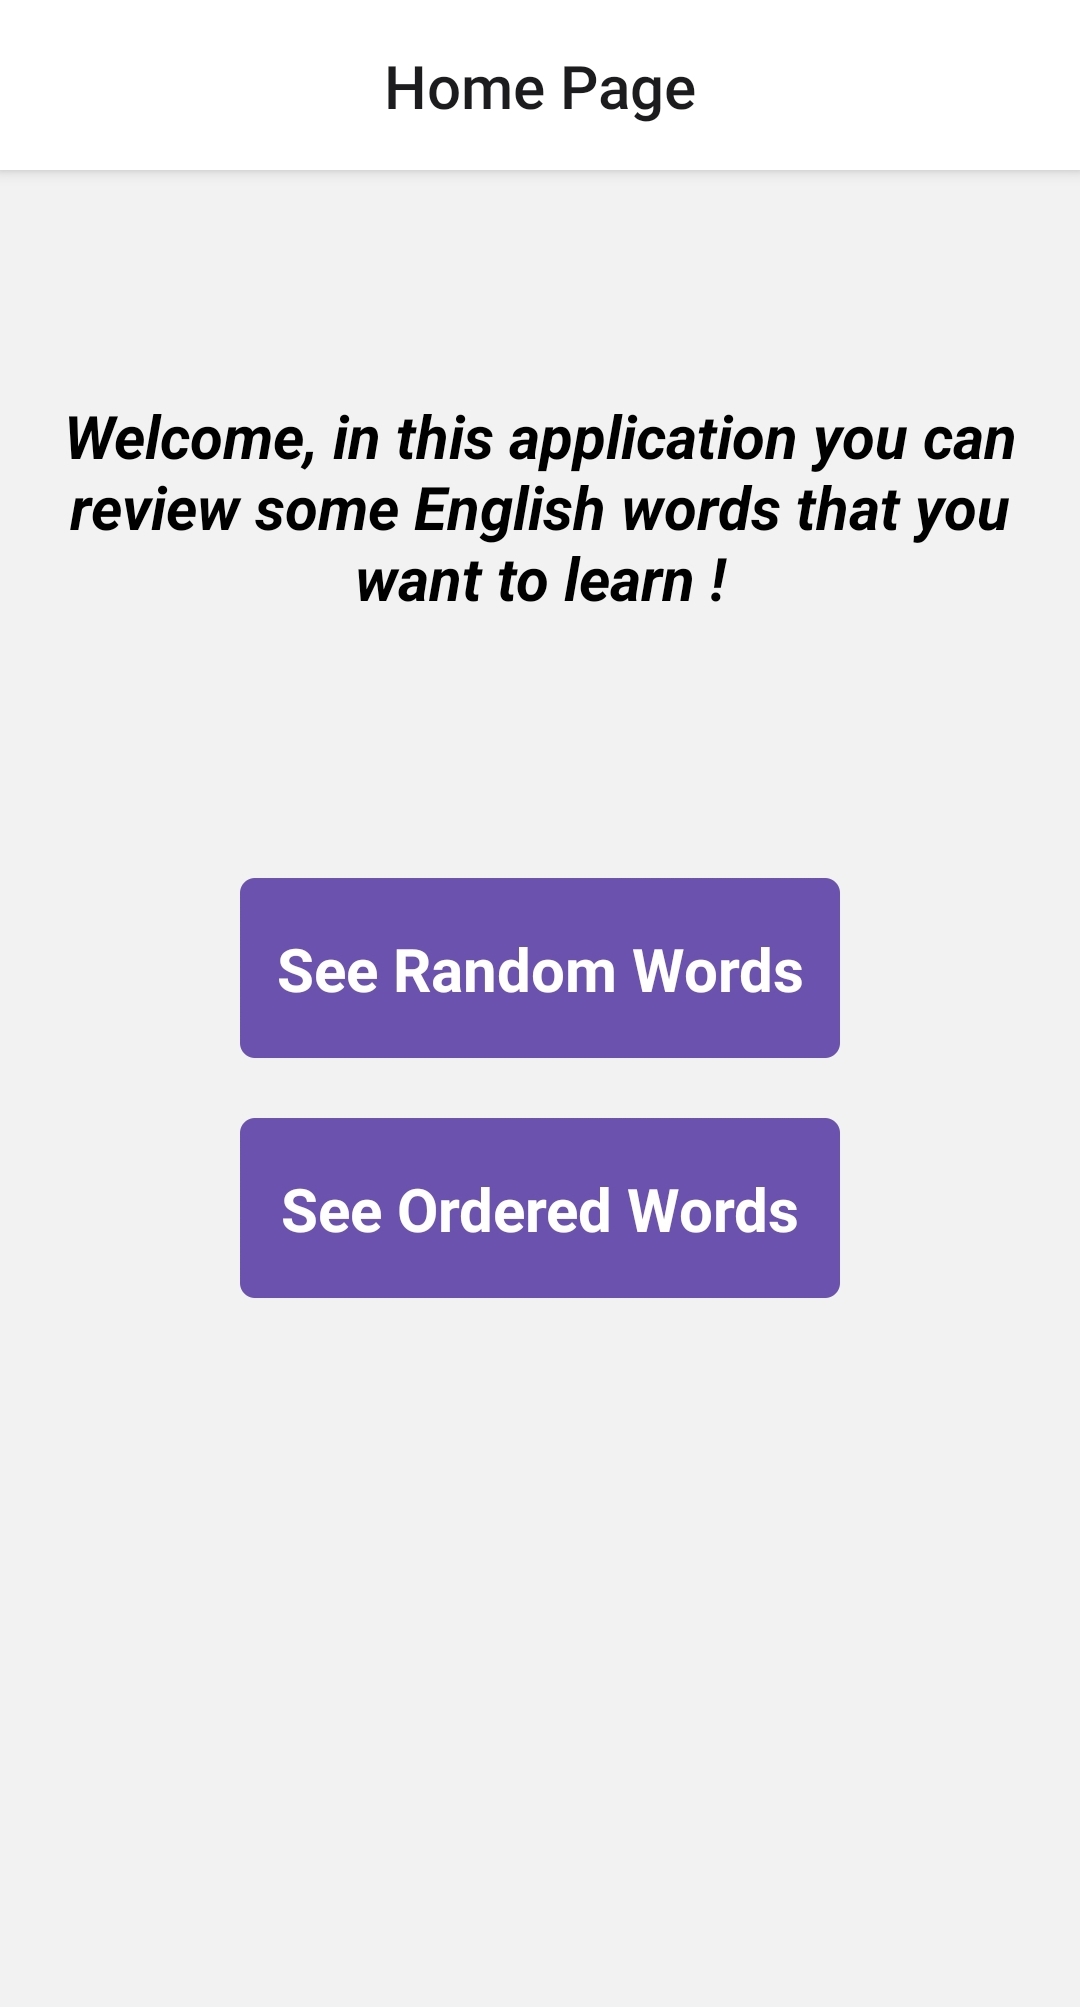 Home Page
Welcome, in this application you can
review some English words that you
want to learn !
See Random Words
See Ordered Words